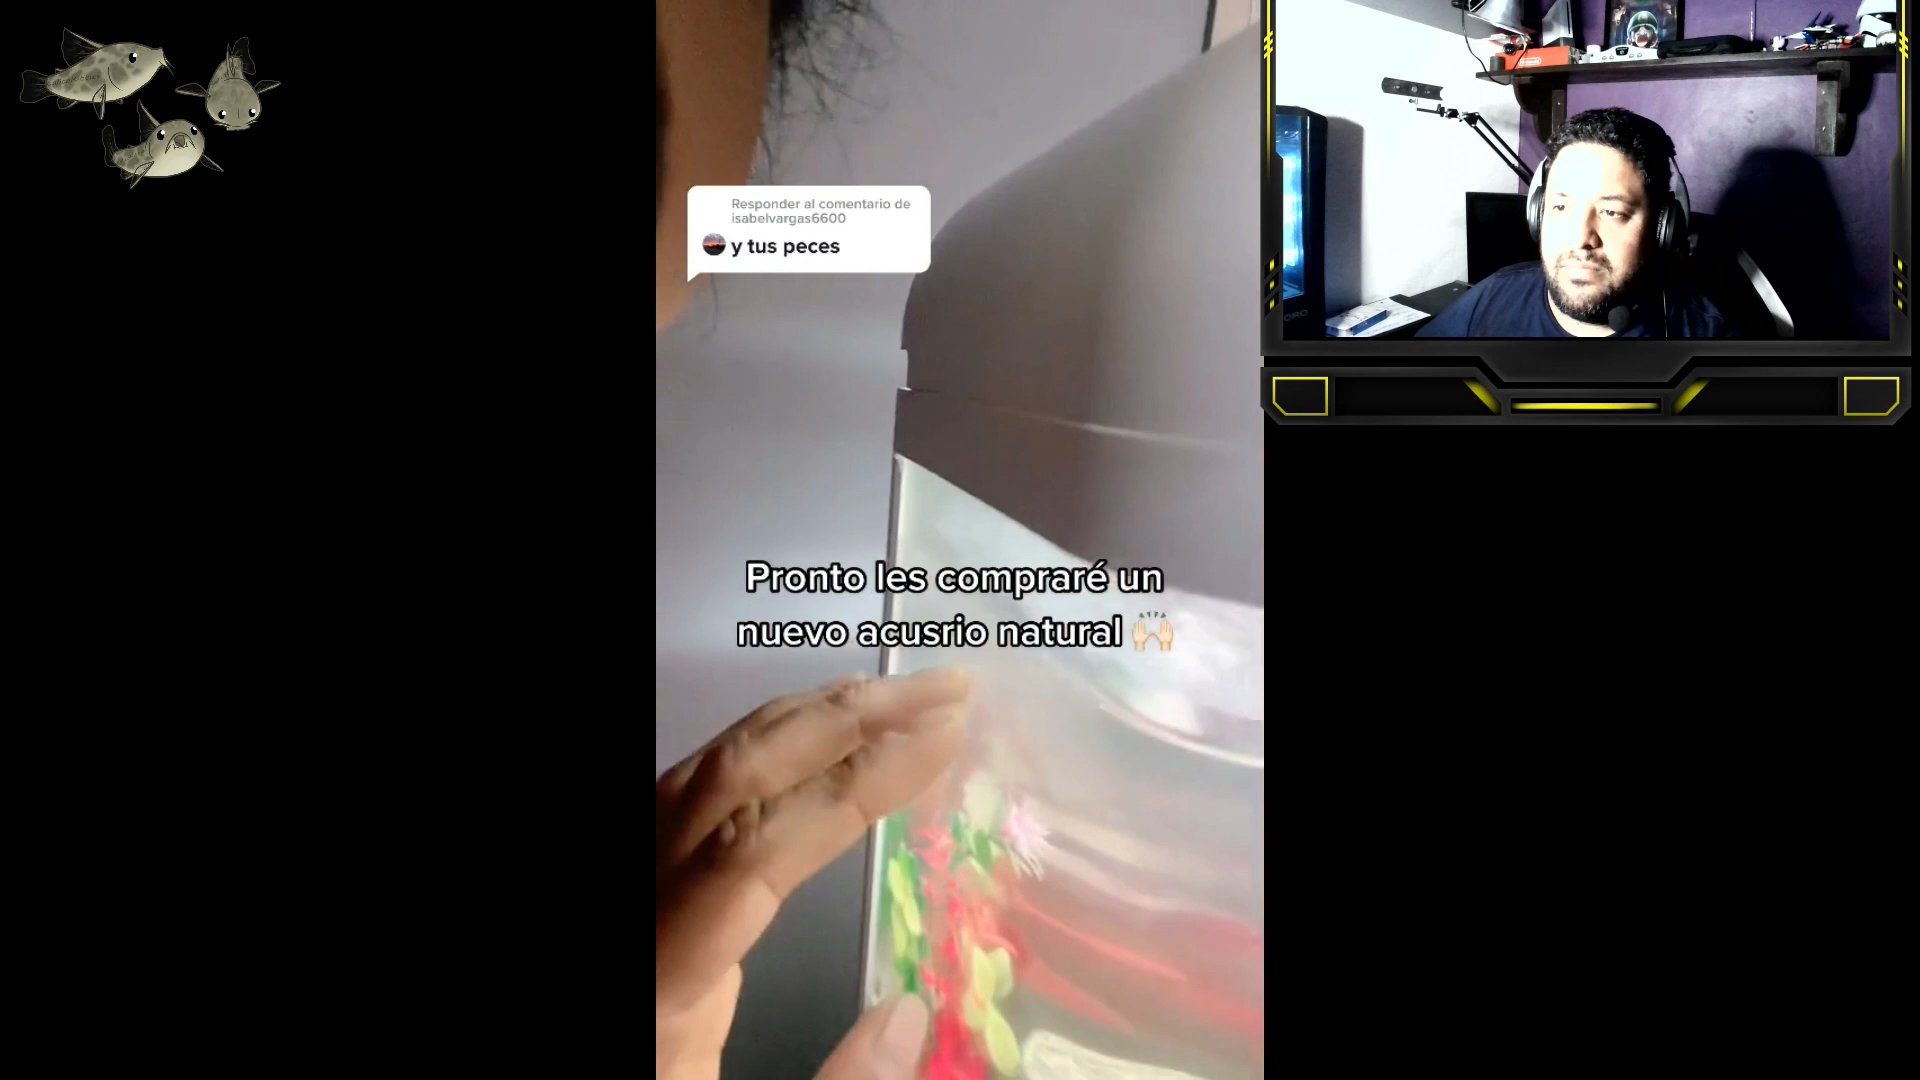 Responder al comentario de
isabelvargas6600
y tus peces
Pronto les compraré un
nuevo acusrio natural 🙌🏻